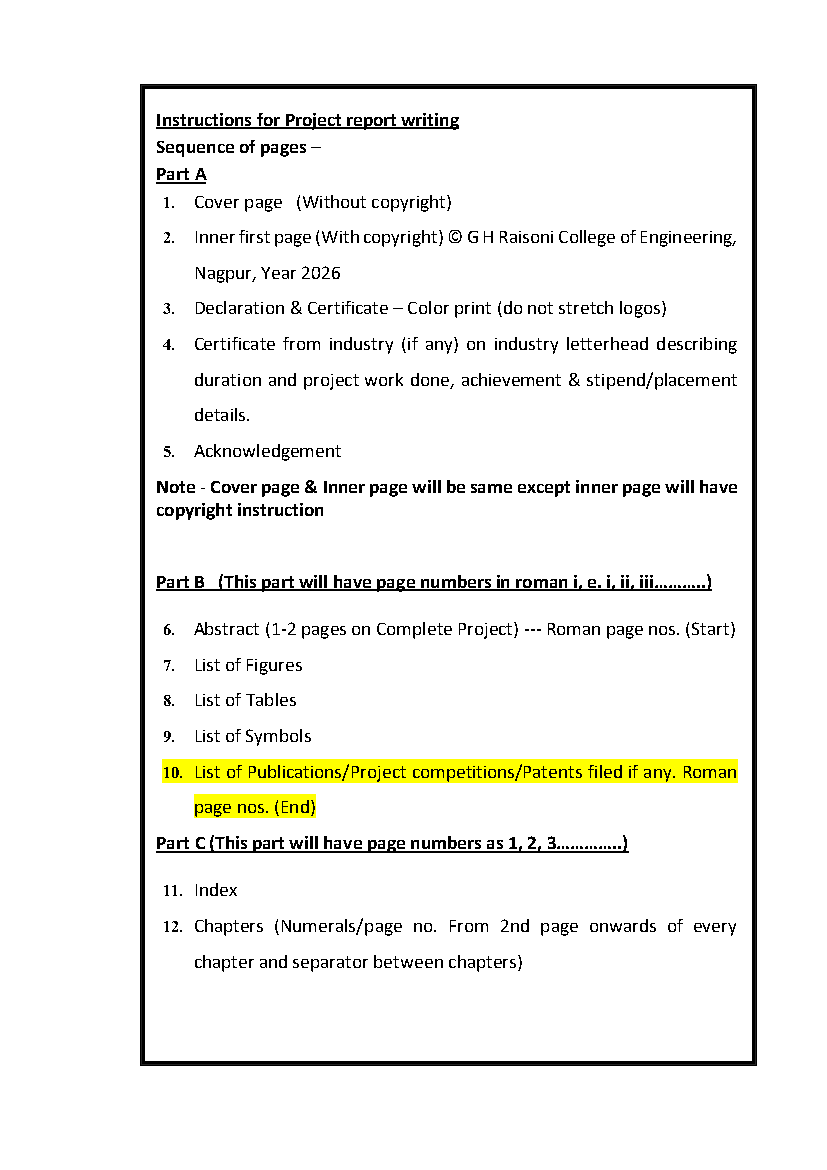 Instructions for Project report writing
Sequence of pages –
Part A
1. Cover page (Without copyright)
2. Inner first page (With copyright) © G H Raisoni College of Engineering,
Nagpur, Year 2026
3. Declaration & Certificate – Color print (do not stretch logos)
4. Certificate from industry (if any) on industry letterhead describing
duration and project work done, achievement & stipend/placement
details.
5. Acknowledgement
Note - Cover page & Inner page will be same except inner page will have
copyright instruction
Part B (This part will have page numbers in roman i, e. i, ii, iii………..)
6. Abstract (1-2 pages on Complete Project) --- Roman page nos. (Start)
7. List of Figures
8. List of Tables
9. List of Symbols
10. List of Publications/Project competitions/Patents filed if any. Roman
page nos. (End)
Part C (This part will have page numbers as 1, 2, 3…………..)
11. Index
12. Chapters (Numerals/page no. From 2nd page onwards of every
chapter and separator between chapters)